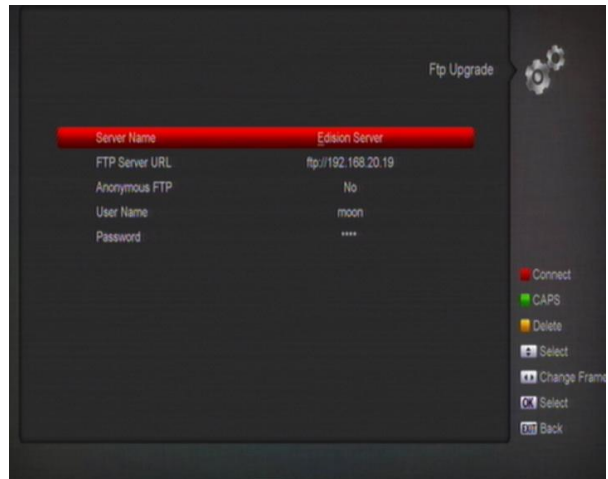 Ftp Upgrade
Server Name Edision Server
FTP Server URL ftp://192.168.20.19
Anonymous FTP No
User Name moon
Password ****
Connect
CAPS
Delete
Select
Change Frame
OK Select
EXIT Back